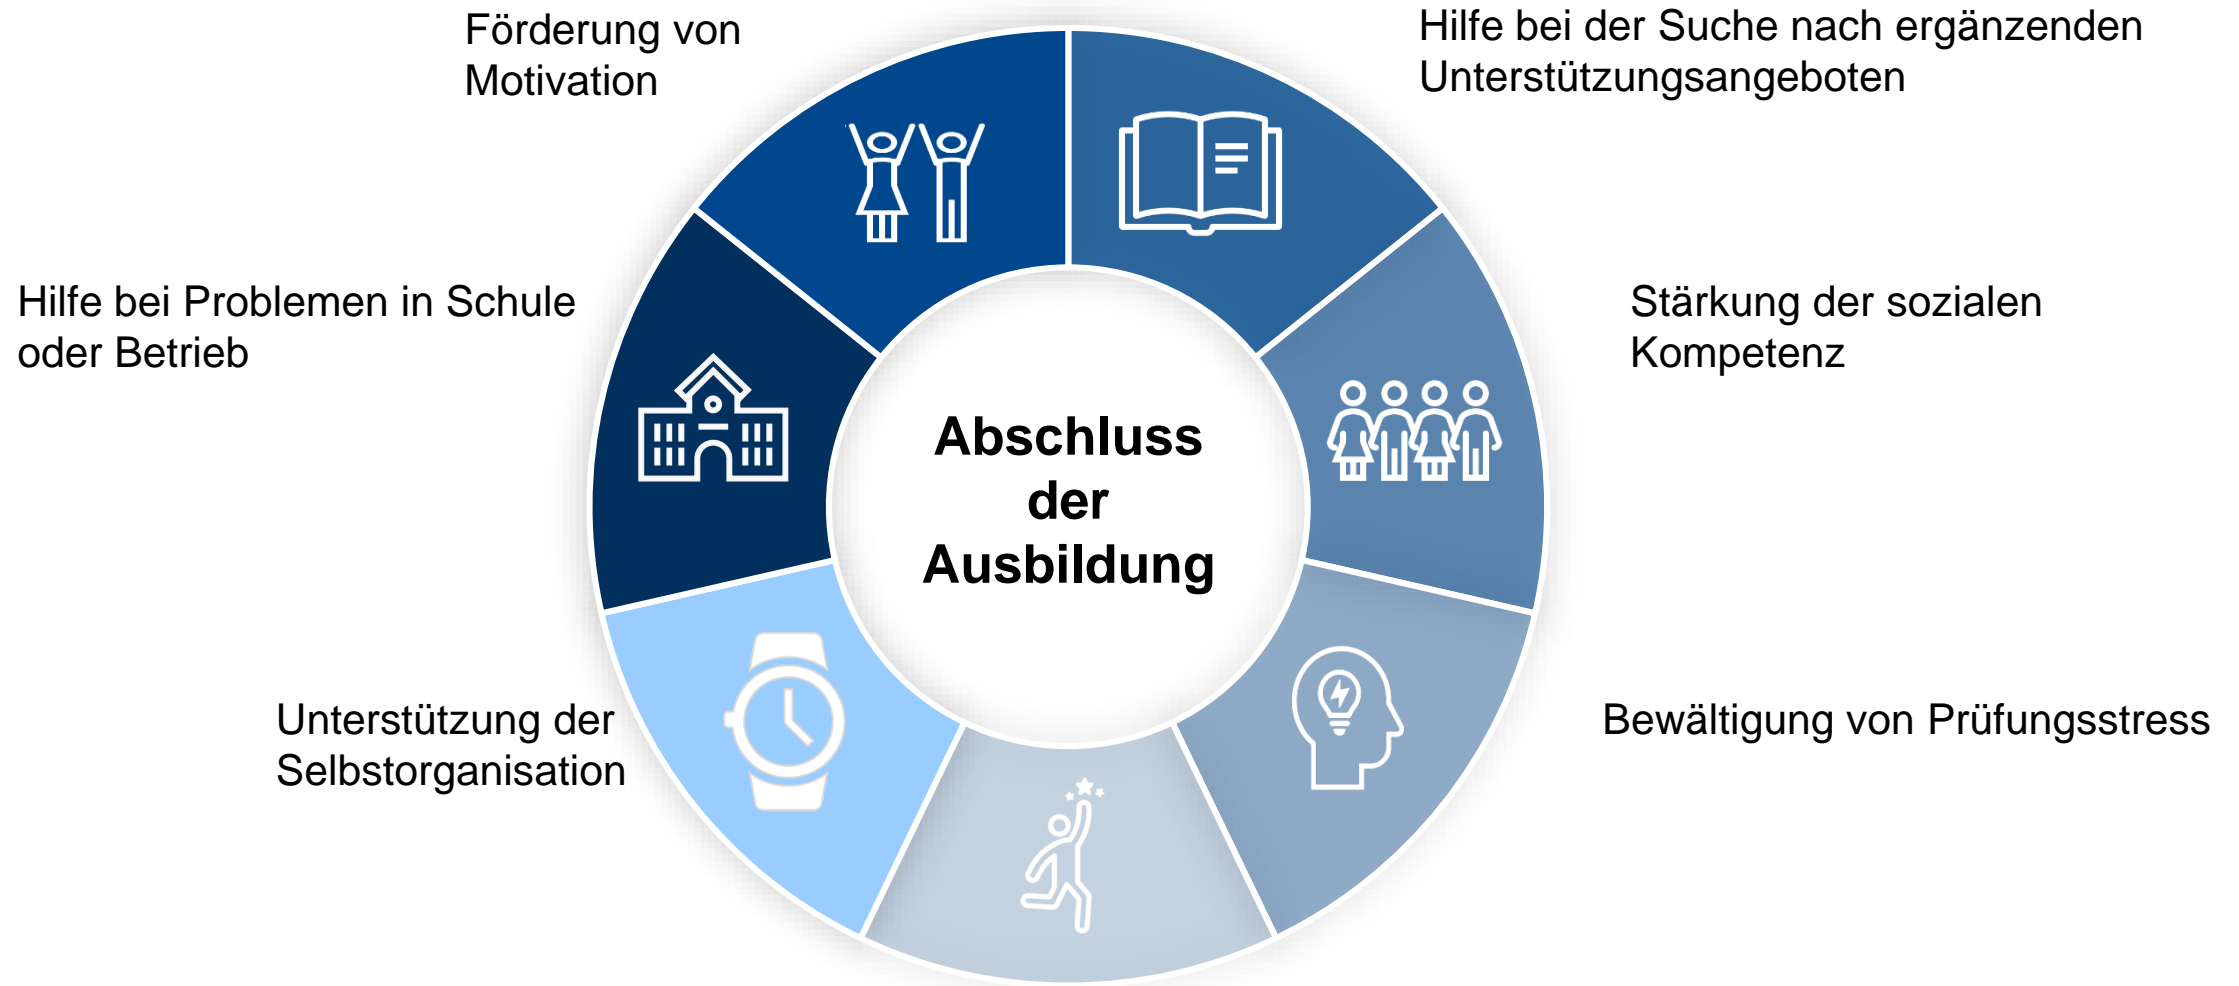 Förderung von
Motivation
Hilfe bei der Suche nach ergänzenden
Unterstützungsangeboten
Hilfe bei Problemen in Schule
oder Betrieb
Stärkung der sozialen
Kompetenz
Abschluss
der
Ausbildung
Unterstützung der
Selbstorganisation
Bewältigung von Prüfungsstress